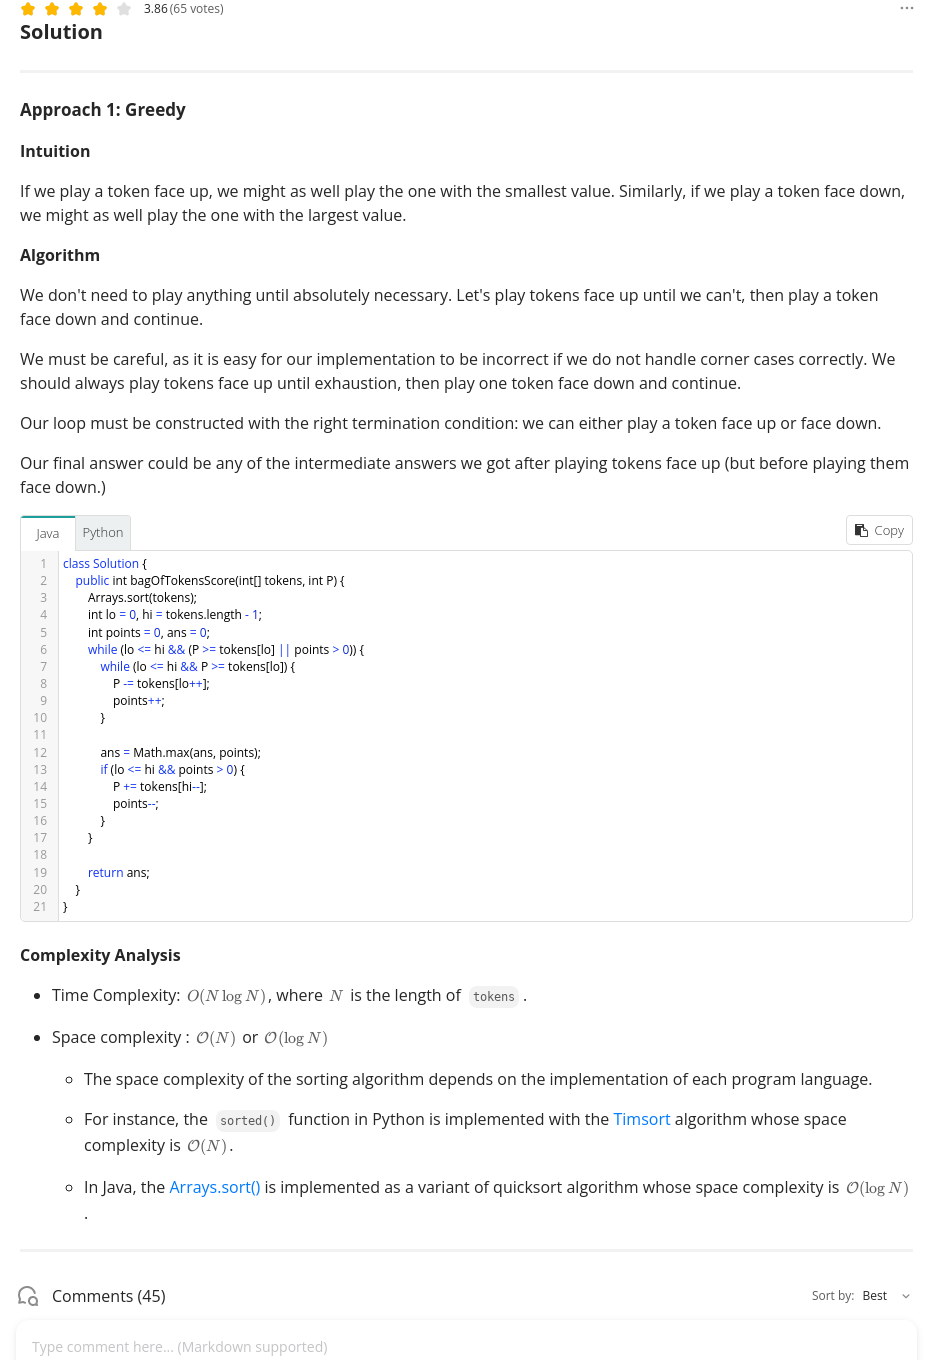 3.86 (65 votes)
Solution
Approach 1: Greedy
Intuition
If we play a token face up, we might as well play the one with the smallest value. Similarly, if we play a token face down,
we might as well play the one with the largest value.
Algorithm
We don't need to play anything until absolutely necessary. Let's play tokens face up until we can't, then play a token
face down and continue.
We must be careful, as it is easy for our implementation to be incorrect if we do not handle corner cases correctly. We
should always play tokens face up until exhaustion, then play one token face down and continue.
Our loop must be constructed with the right termination condition: we can either play a token face up or face down.
Our final answer could be any of the intermediate answers we got after playing tokens face up (but before playing them
face down.)
Java Python Copy
1 class Solution {
2     public int bagOfTokensScore(int[] tokens, int P) {
3         Arrays.sort(tokens);
4         int lo = 0, hi = tokens.length - 1;
5         int points = 0, ans = 0;
6         while (lo <= hi && (P >= tokens[lo] || points > 0)) {
7             while (lo <= hi && P >= tokens[lo]) {
8                 P -= tokens[lo++];
9                 points++;
10             }
11
12             ans = Math.max(ans, points);
13             if (lo <= hi && points > 0) {
14                 P += tokens[hi--];
15                 points--;
16             }
17         }
18
19         return ans;
20     }
21 }
Complexity Analysis
• Time Complexity: O(N log N), where N is the length of tokens .
• Space complexity : O(N) or O(log N)
○ The space complexity of the sorting algorithm depends on the implementation of each program language.
○ For instance, the sorted() function in Python is implemented with the Timsort algorithm whose space
complexity is O(N).
○ In Java, the Arrays.sort() is implemented as a variant of quicksort algorithm whose space complexity is O(log N)
.
Comments (45) Sort by: Best
Type comment here... (Markdown supported)